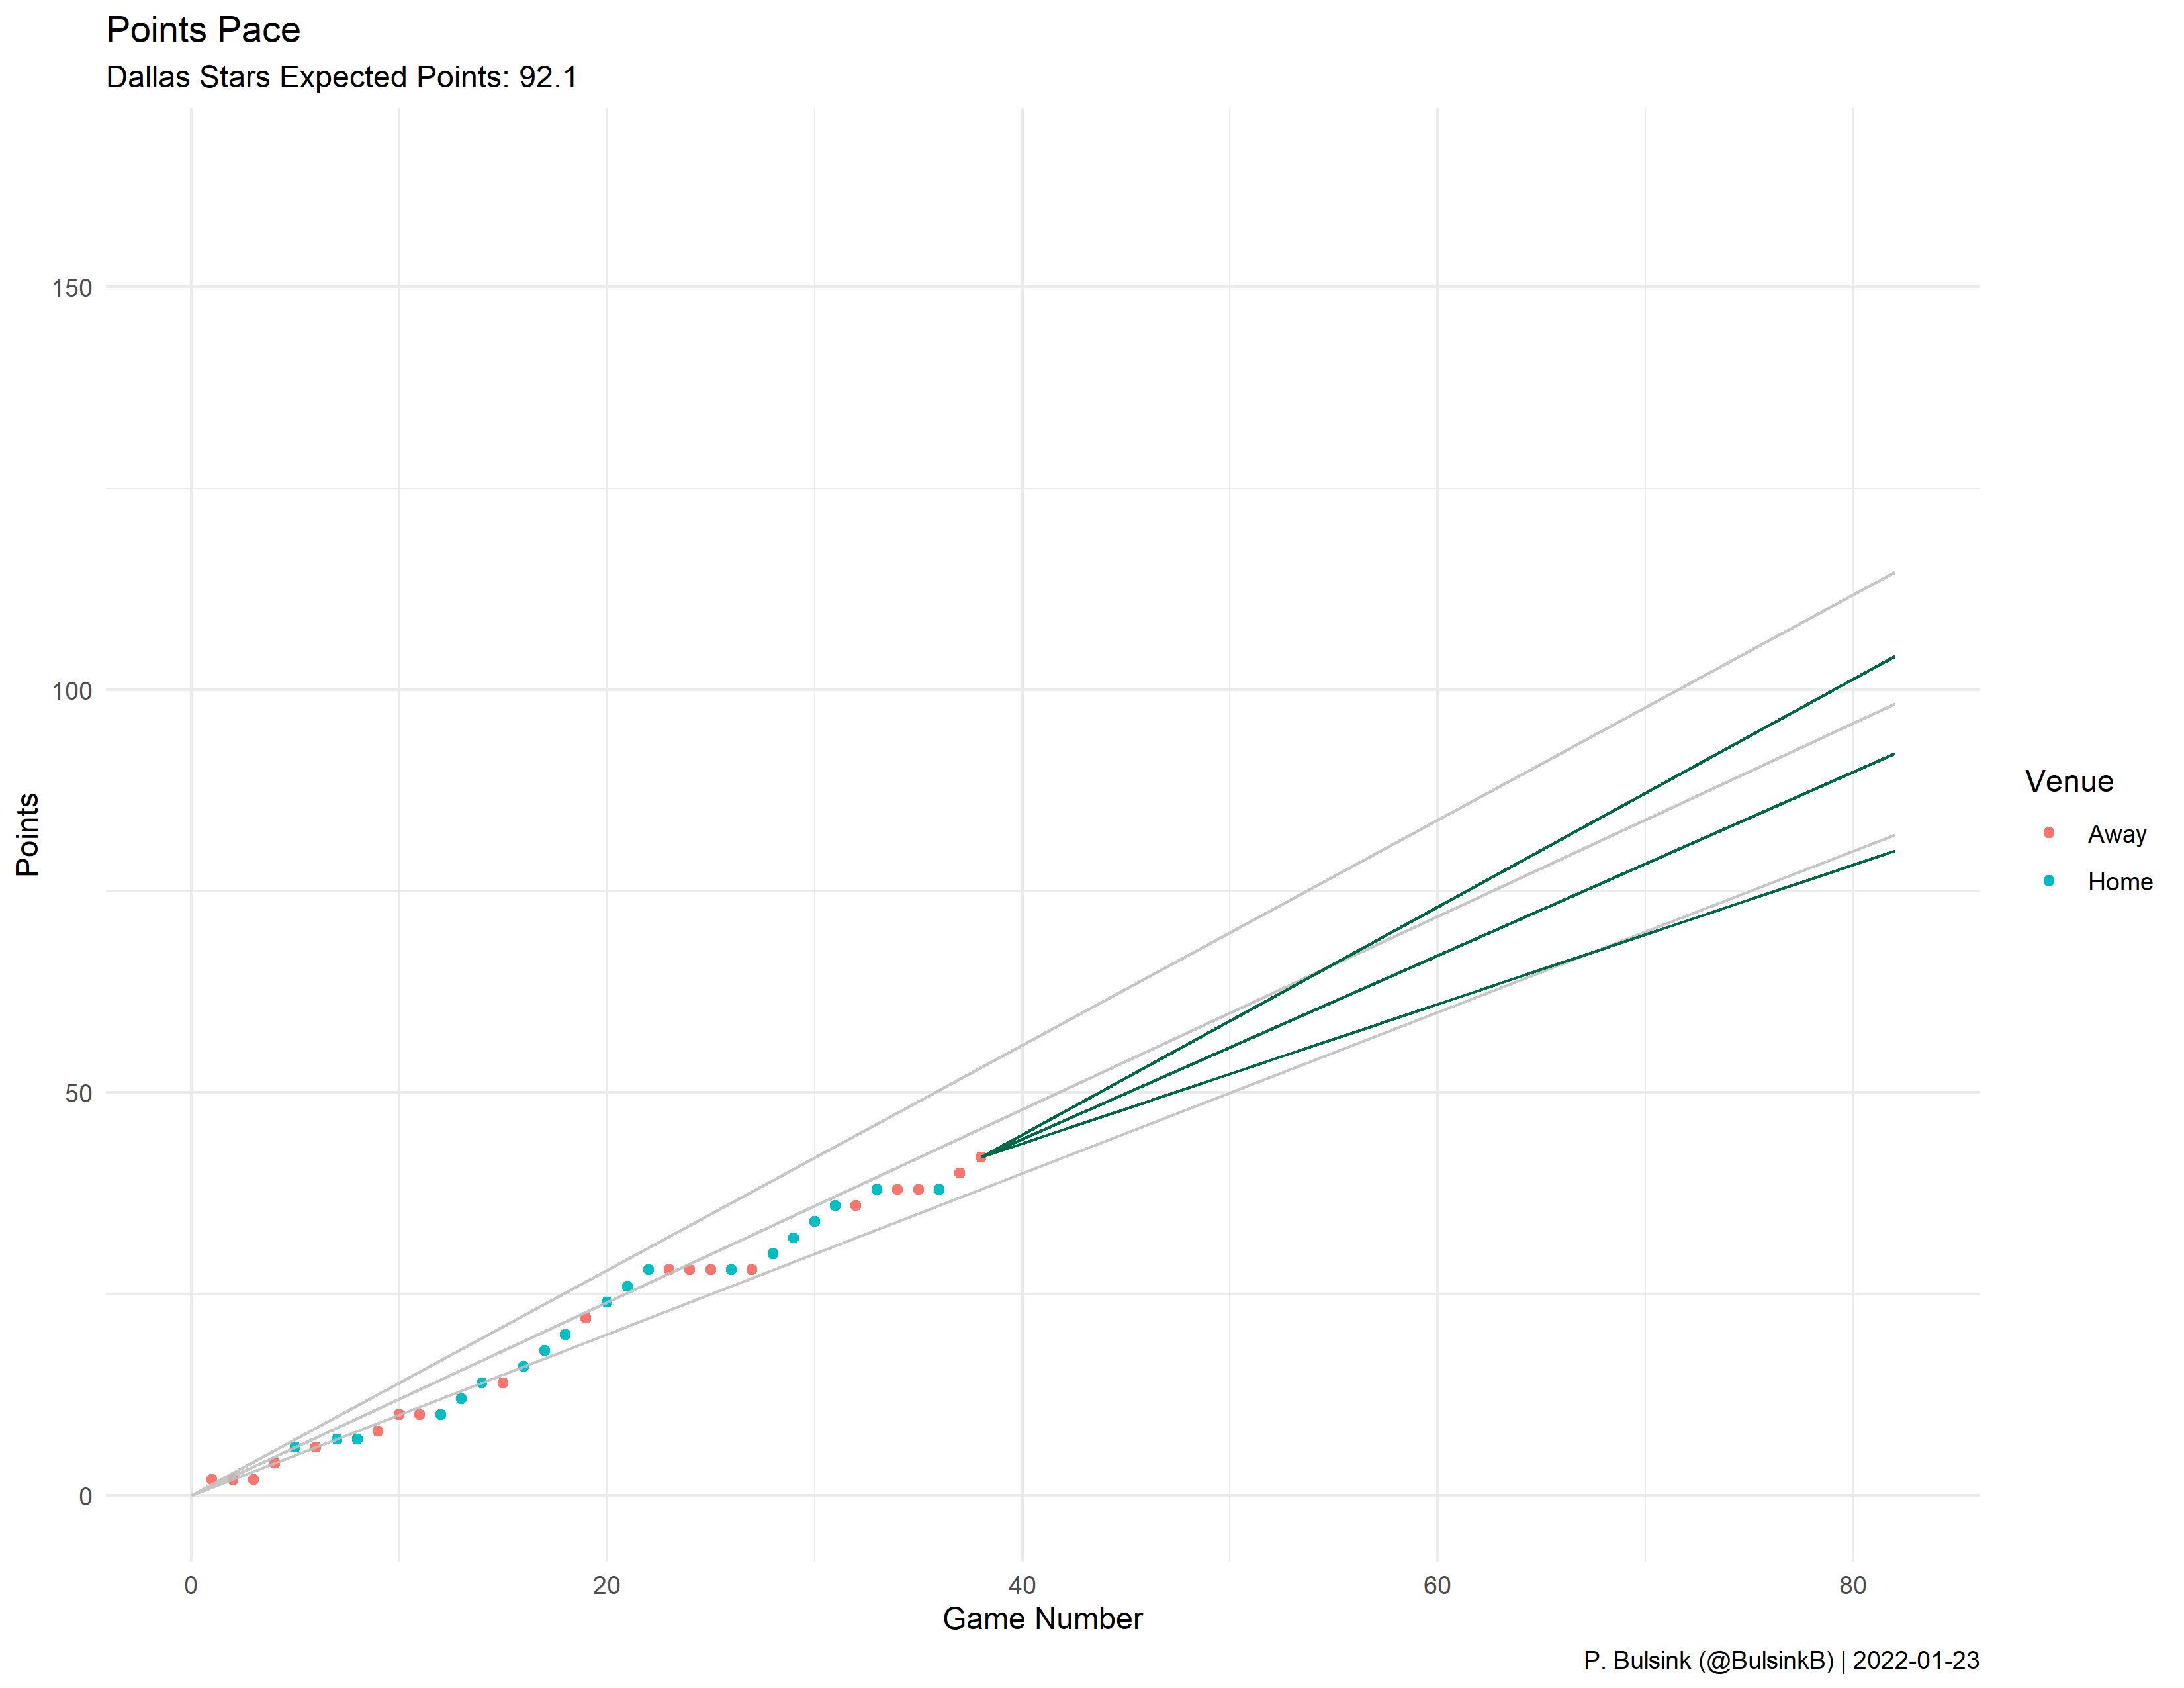 Points Pace
Dallas Stars Expected Points: 92.1
150
100
50
0
Points
0 20 40 60 80
Game Number
Venue
Away
Home
P. Bulsink (@BulsinkB) | 2022-01-23